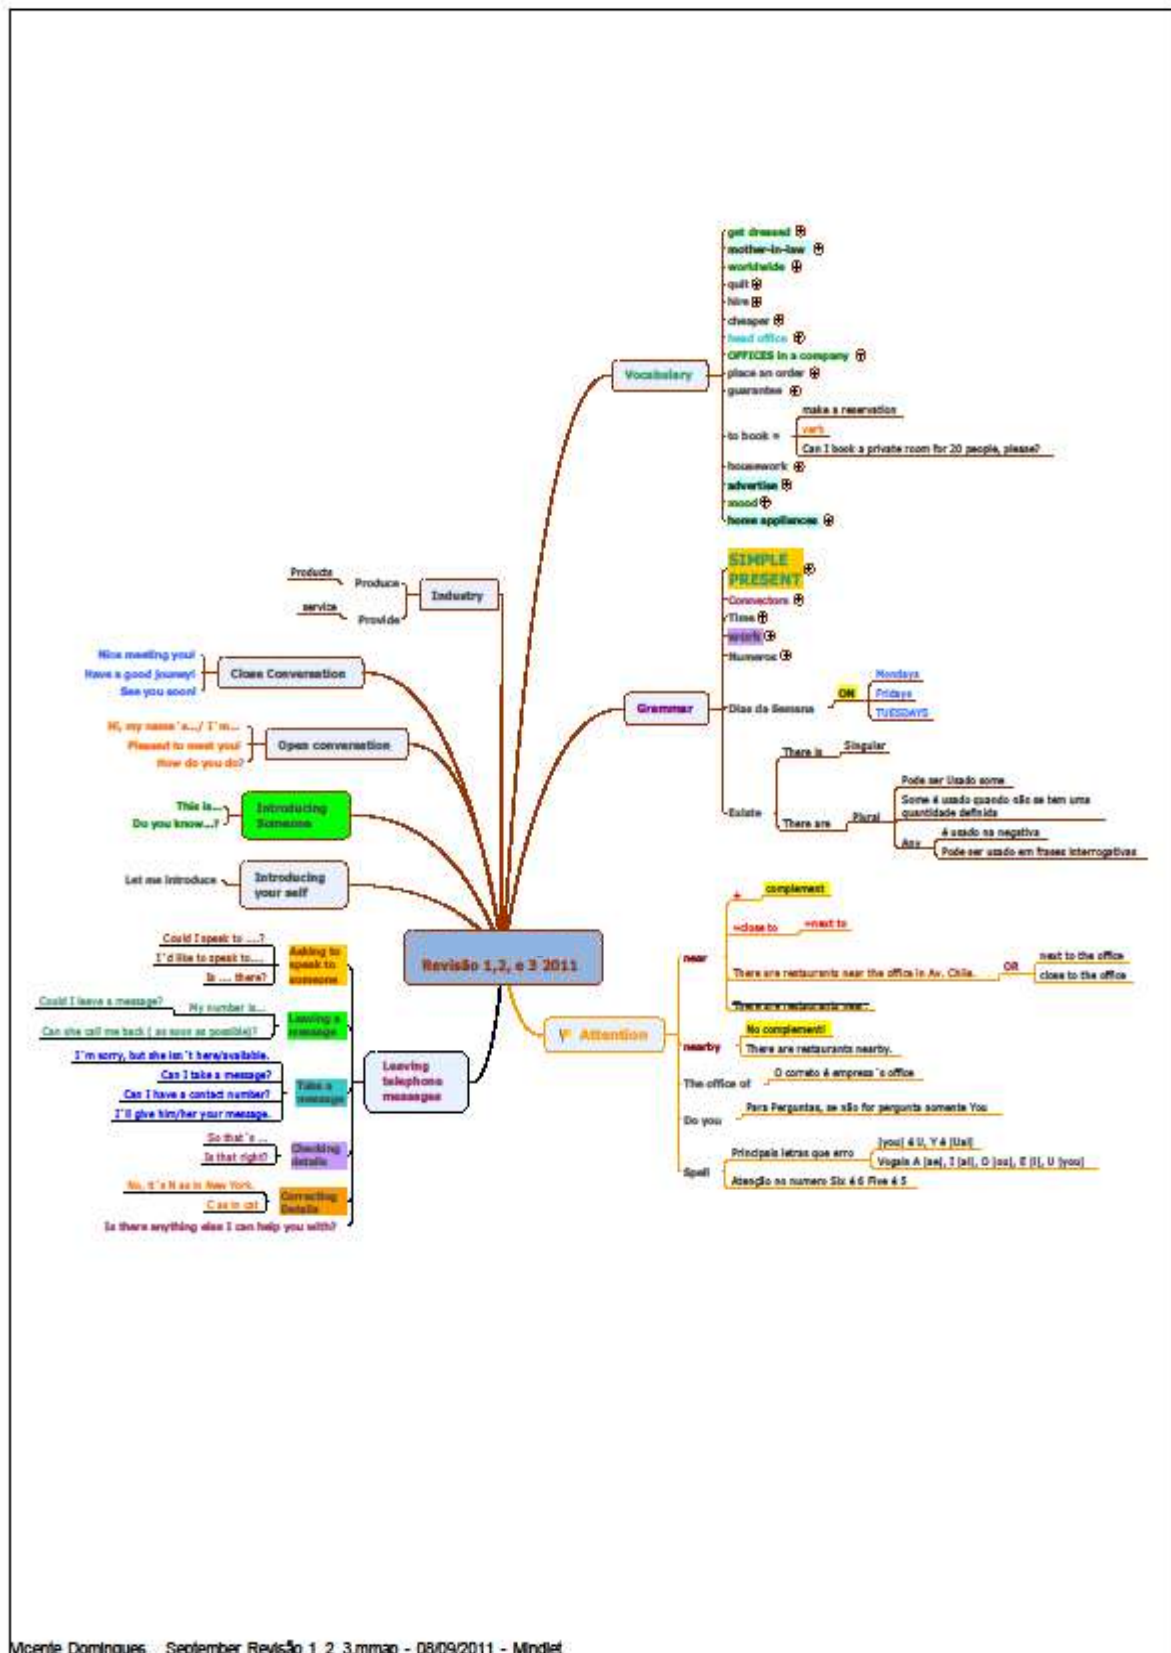 get dressed
mother-in-law
worldwide
quit
hire
cheaper
head office
OFFICES in a company
place an order
guarantee
Vocabulary
to book =
make a reservation
verb
Can I book a private room for 20 people, please?
housework
advertise
mood
home appliances
SIMPLE
PRESENT
Connectors
Time
work
Numeros
Grammar
Dias da Semana
ON
Mondays
Fridays
TUESDAYS
Existe
There is
Singular
There are
Plural
Pode ser Usado some
Some é usado quando não se tem uma
quantidade definida
Any
é usado na negativa
Pode ser usado em frases interrogativas
Industry
Produce
Products
Provide
service
Close Conversation
Nice meeting you!
Have a good journey!
See you soon!
Open conversation
Hi, my name´s.../ I´m...
Pleased to meet you!
How do you do?
Introducing
Someone
This is...
Do you know...?
Introducing
your self
Let me introduce
Revisão 1,2, e 3 2011
Attention
near
+
complement
=close to
=next to
There are restaurants near the office in Av. Chile.
OR
next to the office
close to the office
There are restaurants near.
nearby
No complement!
There are restaurants nearby.
The office of
O correto é empresa´s office
Do you
Para Perguntas, se não for pergunta somente You
Spell
Principais letras que erro
[you] é U, Y é [Uai]
Vogais A [ae], I [ai], O [ou], E [i], U [you]
Atenção no numero Six é 6 Five é 5
Leaving
telephone
messages
Asking to
speak to
someone
Could I speak to ....?
I´d like to speak to....
Is .... there?
Leaving a
message
My number is...
Could I leave a message?
Can she call me back ( as soon as possible)?
Take a
message
I´m sorry, but she isn´t here/available.
Can I take a message?
Can I have a contact number?
I´ll give him/her your message.
Checking
details
So that´s ...
Is that right?
Correcting
Details
No, it´s N as in New York.
C as in cat
Is there anything else I can help you with?
Vicente Domingues September Revisão 1 2 3.mmap - 08/09/2011 - Mindjet